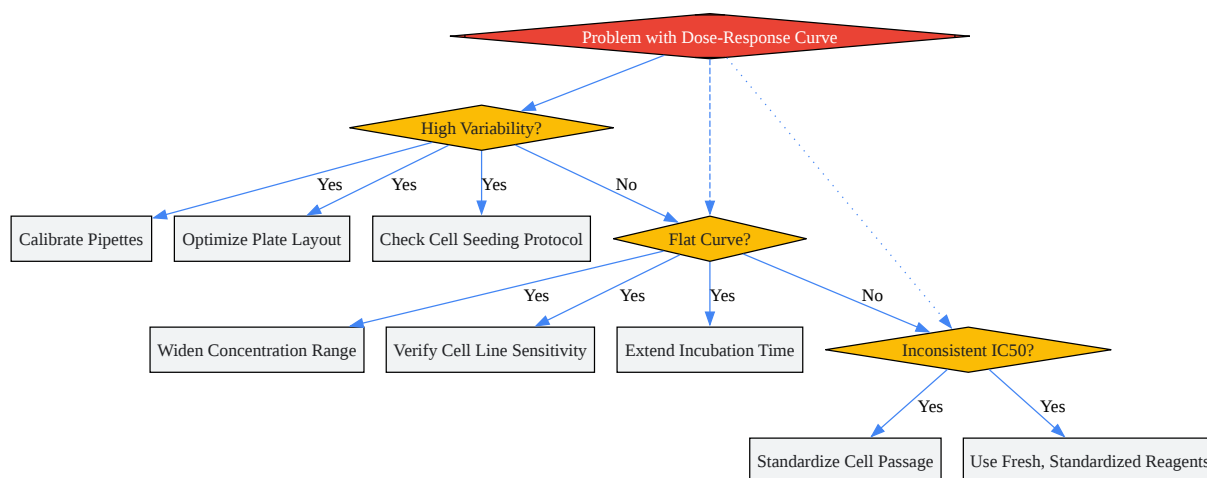 Problem with Dose-Response Curve
High Variability?
Yes
Yes
Yes
No
Calibrate Pipettes
Optimize Plate Layout
Check Cell Seeding Protocol
Flat Curve?
Yes
Yes
Yes
No
Widen Concentration Range
Verify Cell Line Sensitivity
Extend Incubation Time
Inconsistent IC50?
Yes
Yes
Standardize Cell Passage
Use Fresh, Standardized Reagents